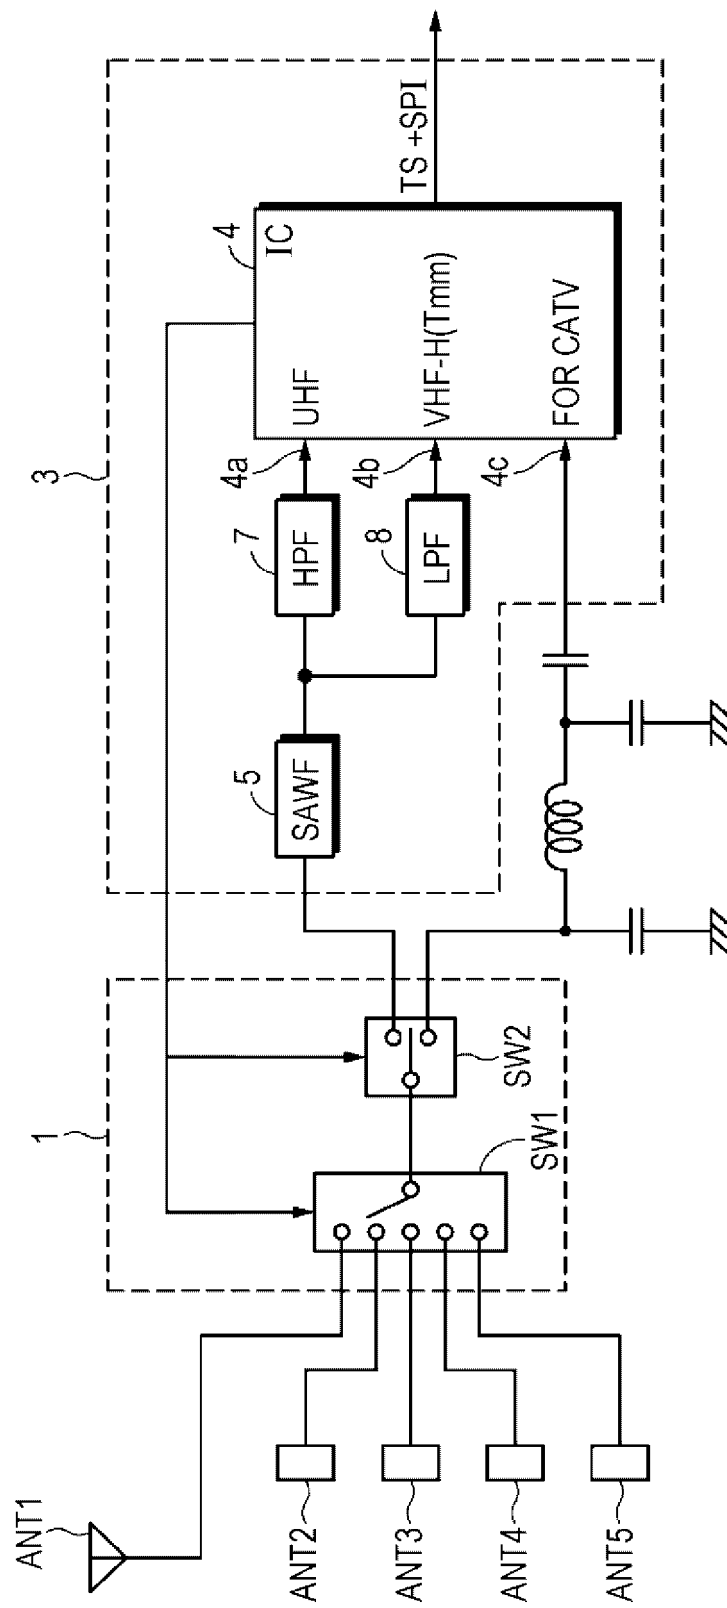 ANT1
ANT2
ANT3
ANT4
ANT5
1
SW1
SW2
3
5
SAWF
7
HPF
8
LPF
4a
4b
4c
4
IC
UHF
VHF-H(Tmm)
FOR CATV
TS +SPI